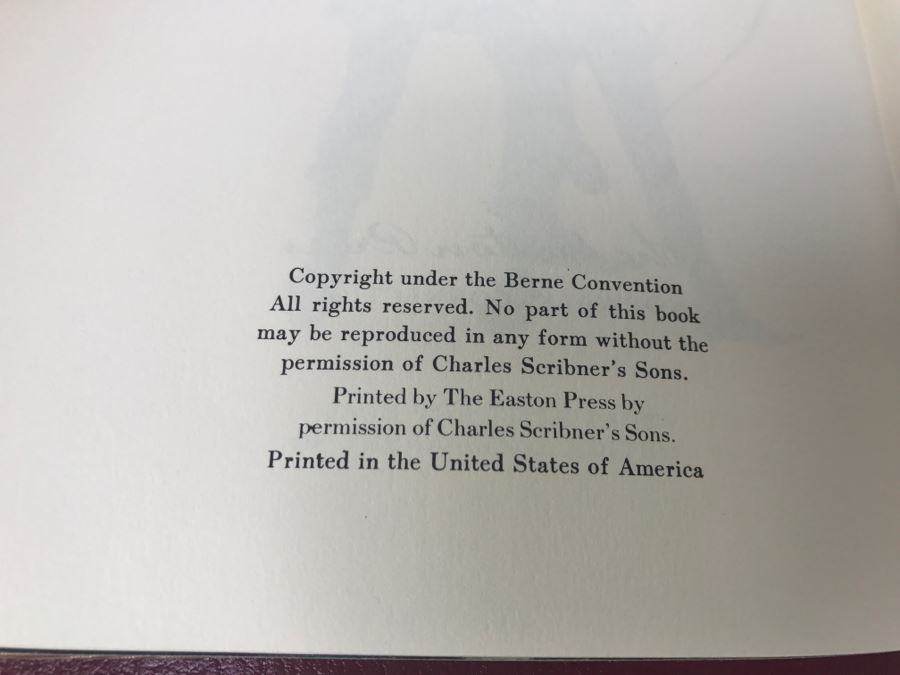 Copyright under the Berne Convention
All rights reserved. No part of this book
may be reproduced in any form without the
permission of Charles Scribner's Sons.
Printed by The Easton Press by
permission of Charles Scribner's Sons.
Printed in the United States of America